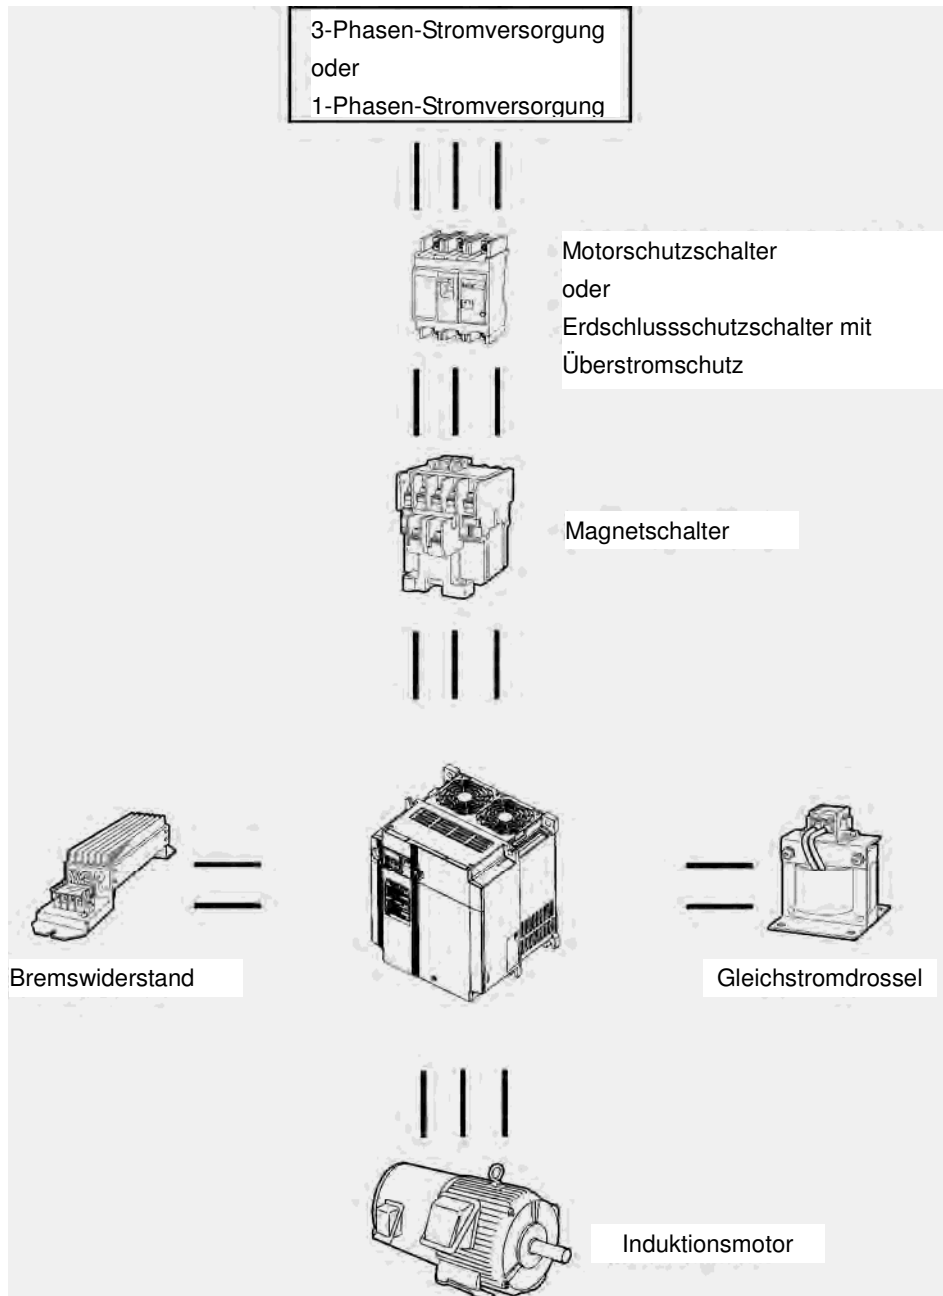 3-Phasen-Stromversorgung
oder
1-Phasen-Stromversorgung
Motorschutzschalter
oder
Erdschlussschutzschalter mit
Überstromschutz
Magnetschalter
Bremswiderstand
Gleichstromdrossel
Induktionsmotor